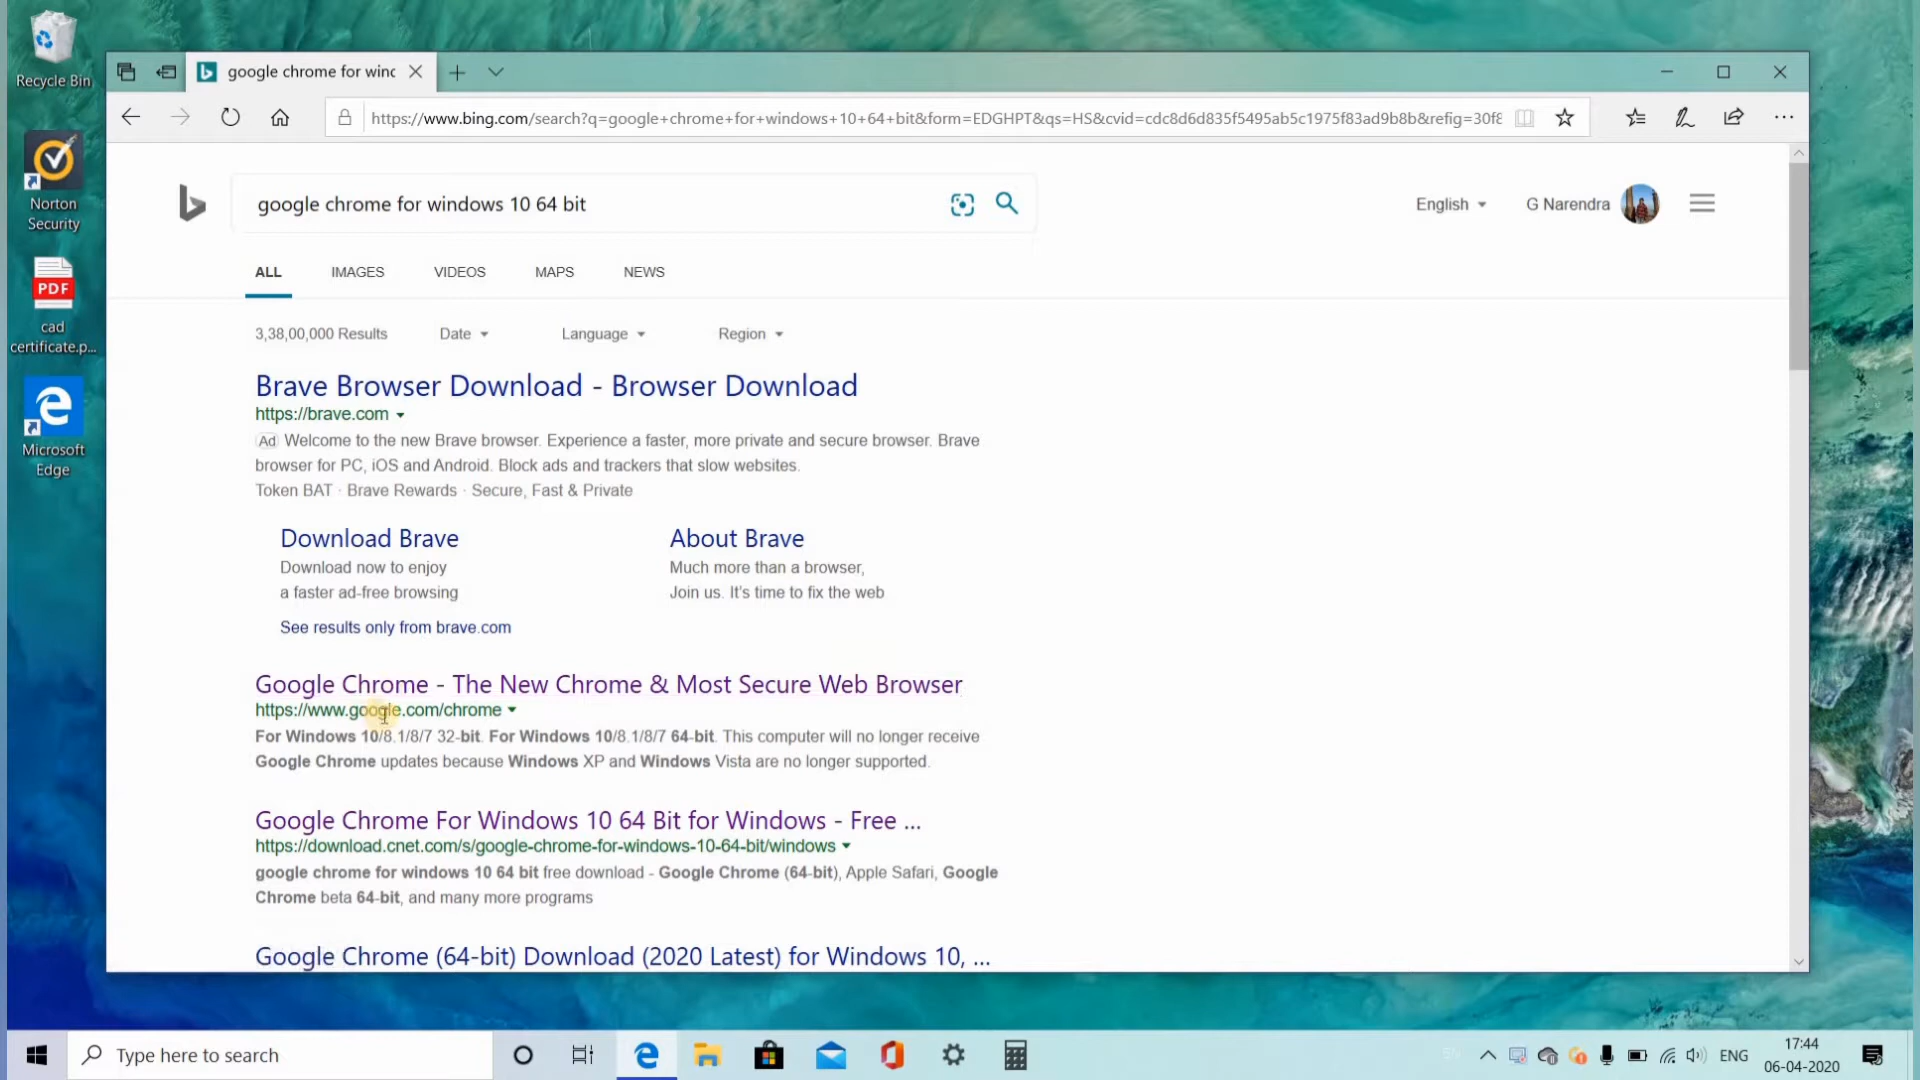 Recycle Bin
Norton
Security
PDF
cad
certificate.p...
Microsoft
Edge
google chrome for winc
https://www.bing.com/search?q=google+chrome+for+windows+10+64+bit&form=EDGHPT&qs=HS&cvid=cdc8d6d835f5495ab5c1975f83ad9b8b&refig=30f8
google chrome for windows 10 64 bit
English
G Narendra
ALL IMAGES VIDEOS MAPS NEWS
3,38,00,000 Results Date Language Region
Brave Browser Download - Browser Download
https://brave.com
Ad Welcome to the new Brave browser. Experience a faster, more private and secure browser. Brave
browser for PC, iOS and Android. Block ads and trackers that slow websites.
Token BAT · Brave Rewards · Secure, Fast & Private
Download Brave
Download now to enjoy
a faster ad-free browsing
About Brave
Much more than a browser,
Join us. It's time to fix the web
See results only from brave.com
Google Chrome - The New Chrome & Most Secure Web Browser
https://www.google.com/chrome
For Windows 10/8.1/8/7 32-bit. For Windows 10/8.1/8/7 64-bit. This computer will no longer receive
Google Chrome updates because Windows XP and Windows Vista are no longer supported.
Google Chrome For Windows 10 64 Bit for Windows - Free ...
https://download.cnet.com/s/google-chrome-for-windows-10-64-bit/windows
google chrome for windows 10 64 bit free download - Google Chrome (64-bit), Apple Safari, Google
Chrome beta 64-bit, and many more programs
Google Chrome (64-bit) Download (2020 Latest) for Windows 10, ...
Type here to search
ENG
17:44
06-04-2020